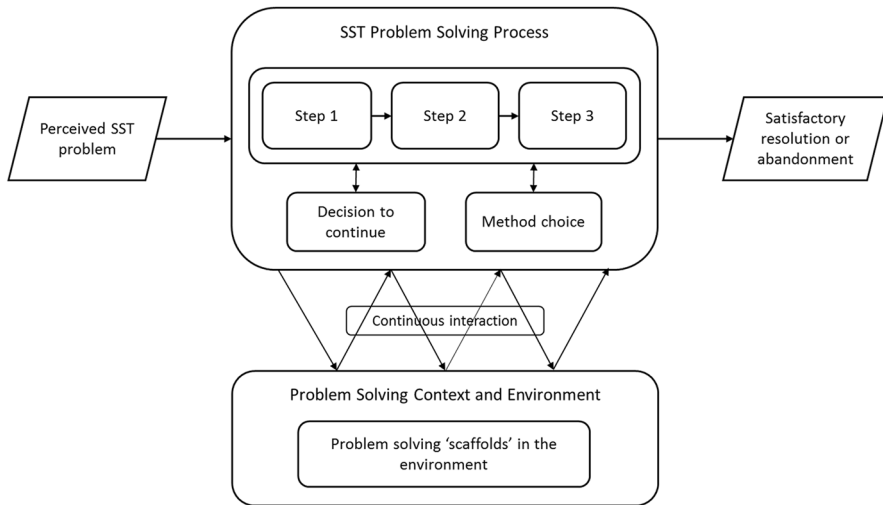 SST Problem Solving Process
Perceived SST
problem
Step 1
Step 2
Step 3
Satisfactory
resolution or
abandonment
Decision to
continue
Method choice
Continuous interaction
Problem Solving Context and Environment
Problem solving ‘scaffolds’ in the
environment